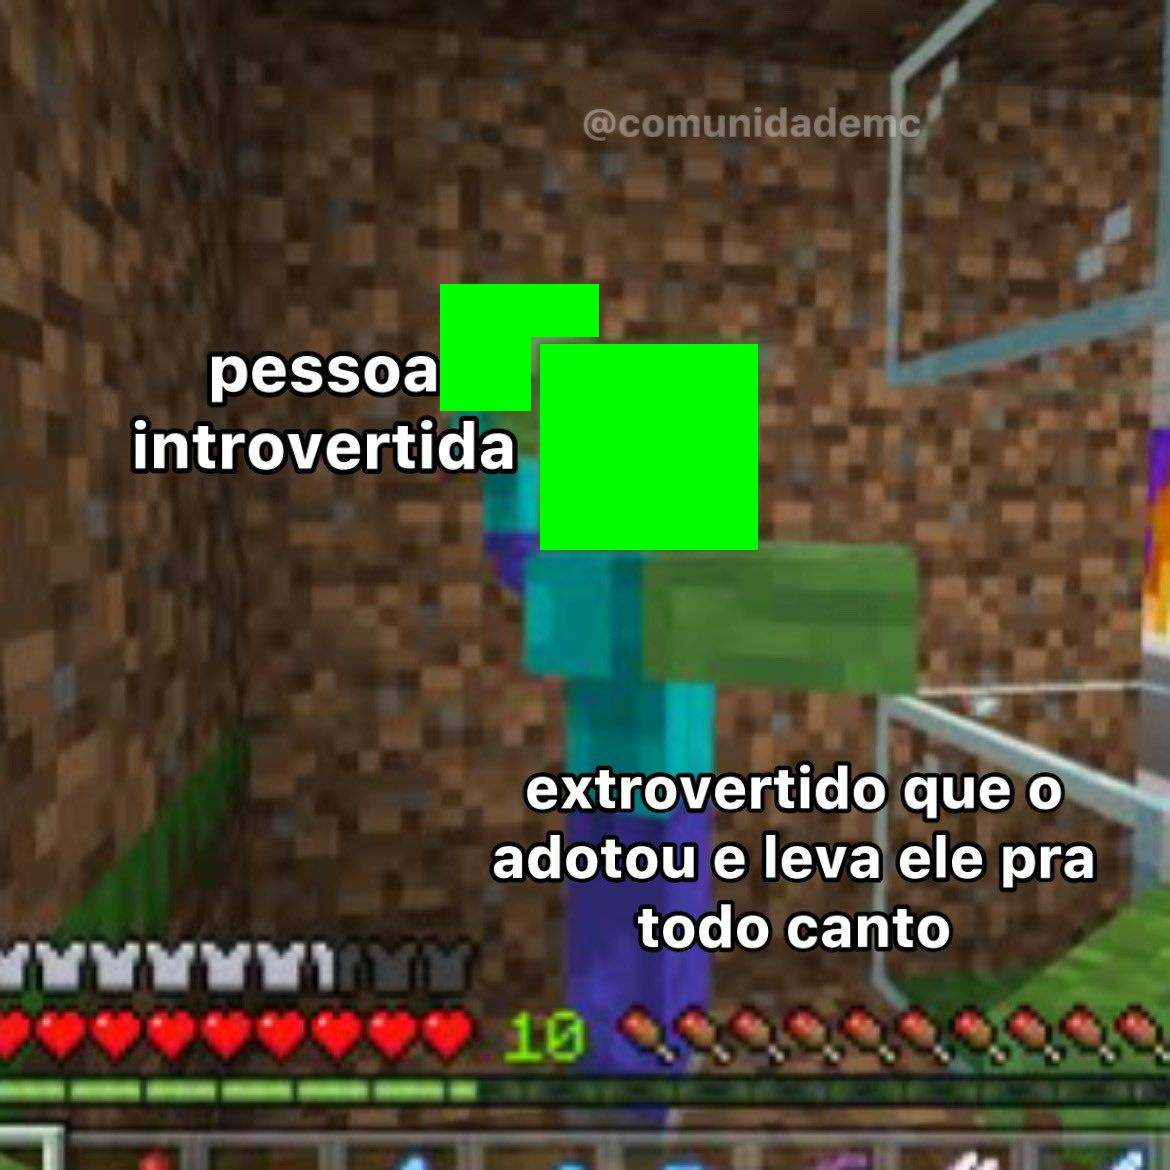 @comunidademc
pessoa
introvertida
extrovertido que o
adotou e leva ele pra
todo canto
10